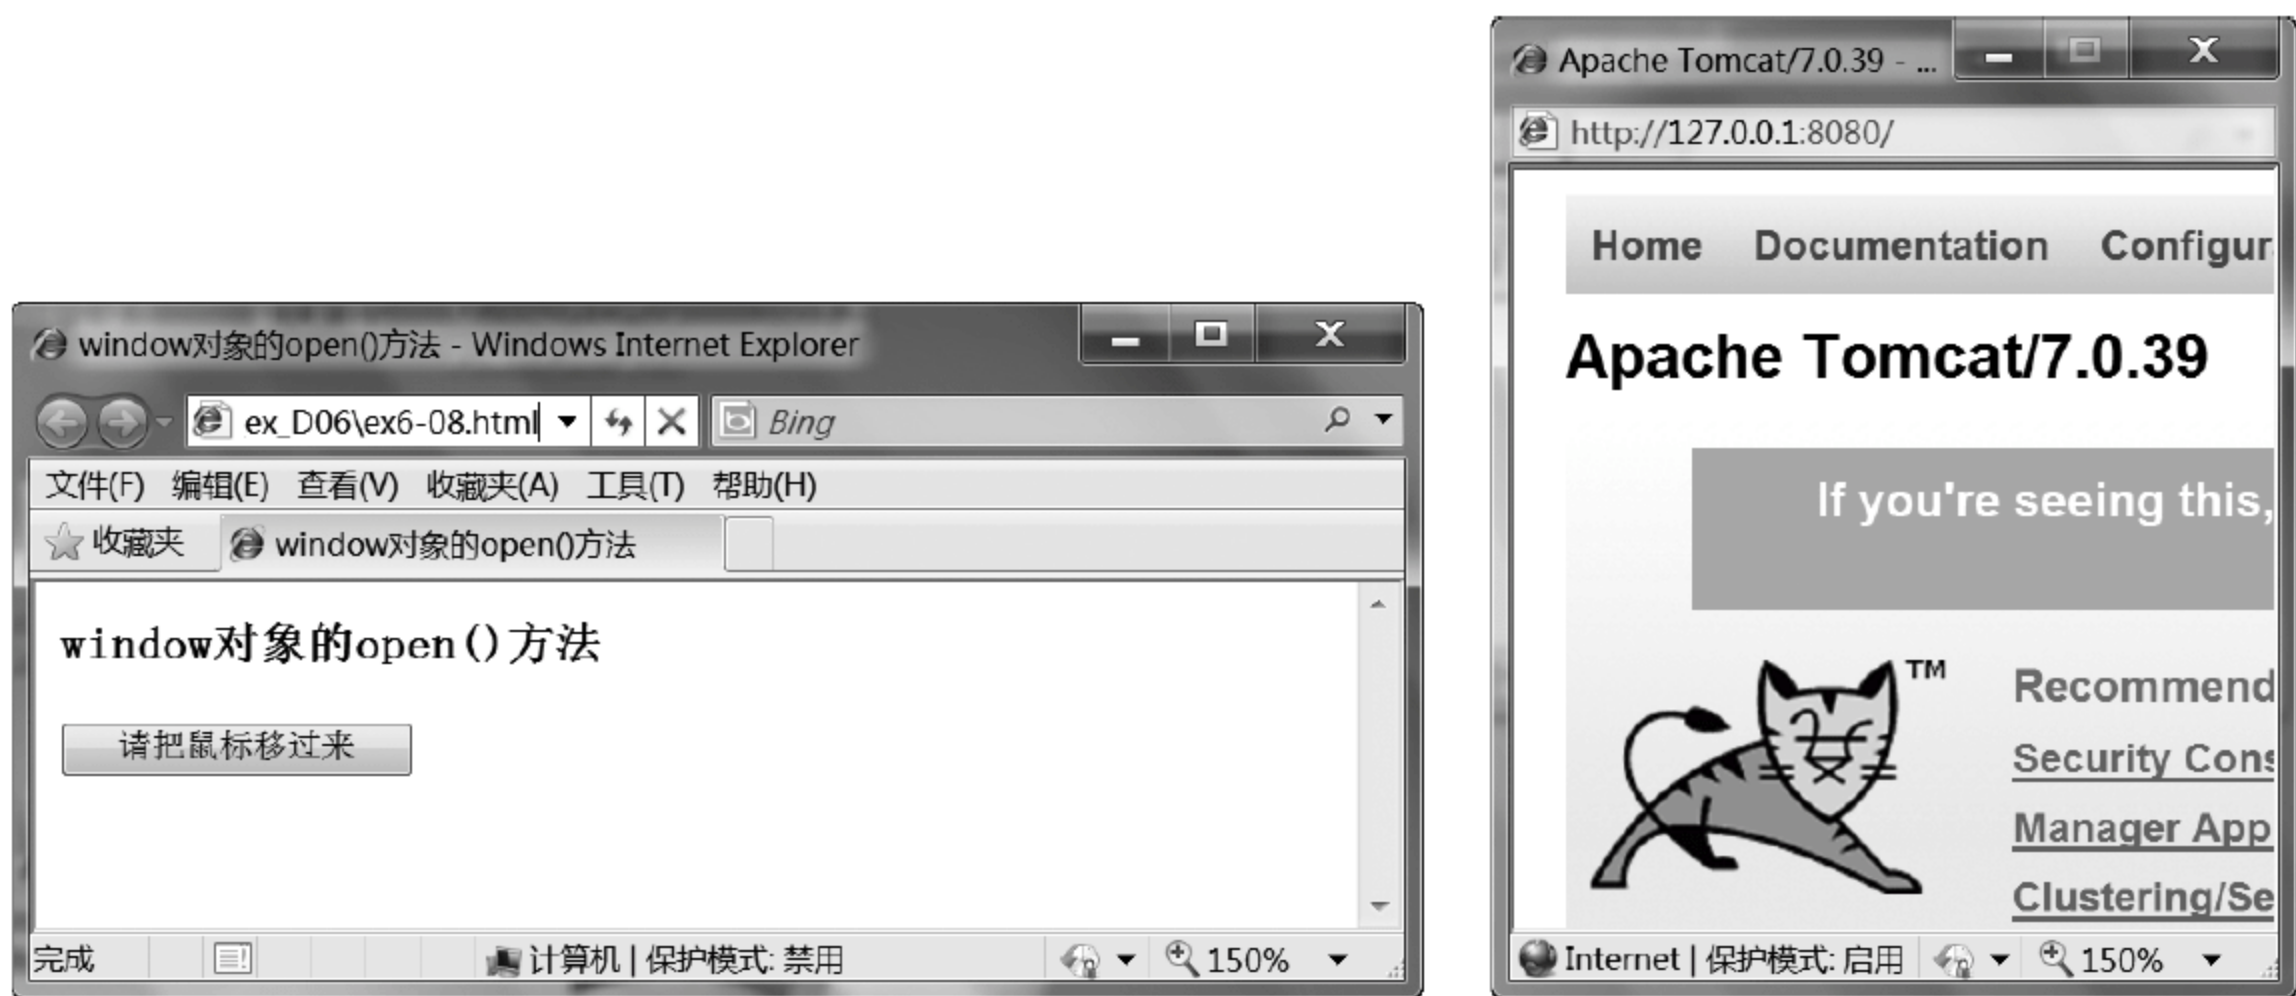 window对象的open()方法 - Windows Internet Explorer
ex_D06\ex6-08.html
Bing
文件(F) 编辑(E) 查看(V) 收藏夹(A) 工具(T) 帮助(H)
收藏夹 window对象的open()方法
window对象的open()方法
请把鼠标移过来
完成 计算机 | 保护模式: 禁用 150%
Apache Tomcat/7.0.39 - ...
http://127.0.0.1:8080/
Home Documentation Configur
Apache Tomcat/7.0.39
If you're seeing this,
TM
Recommend
Security Cons
Manager App
Clustering/Se
Internet | 保护模式: 启用 150%